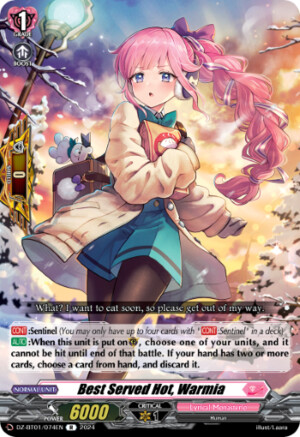 1
GRADE
BOOST
0
What? I want to eat soon, so please get out of my way.
CONT:Sentinel (You may only have up to four cards with "CONT:Sentinel" in a deck)
AUTO:When this unit is put on , choose one of your units, and it
cannot be hit until end of that battle. If your hand has two or more
cards, choose a card from your hand, and discard it.
NORMAL UNIT
Best Served Hot, Warmia
Lyrical Monasterio
Human
POWER 6000
CRITICAL
1
DZ-BT01/074EN R 2024